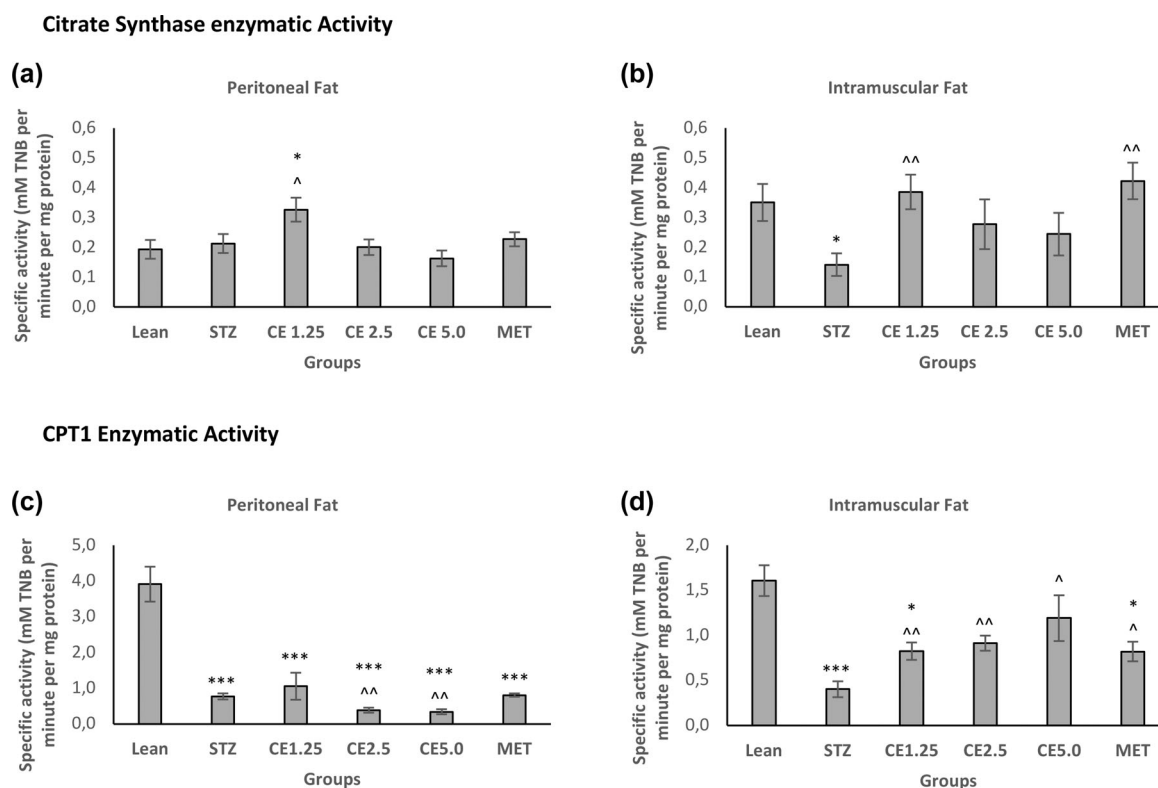 Citrate Synthase enzymatic Activity
(a)
Peritoneal Fat
Specific activity (mM TNB per
minute per mg protein)
0,6
0,5
0,4
0,3
0,2
0,1
0,0
*
^
Lean STZ CE 1.25 CE 2.5 CE 5.0 MET
Groups
(b)
Intramuscular Fat
Specific activity (mM TNB per
minute per mg protein)
0,6
0,5
0,4
0,3
0,2
0,1
0,0
* ^^ ^^
Lean STZ CE 1.25 CE 2.5 CE 5.0 MET
Groups
CPT1 Enzymatic Activity
(c)
Peritoneal Fat
Specific activity (mM TNB per
minute per mg protein)
5,0
4,0
3,0
2,0
1,0
0,0
*** *** *** *** ***
^^ ^^
Lean STZ CE1.25 CE2.5 CE5.0 MET
Groups
(d)
Intramuscular Fat
Specific activity (mM TNB per
minute per mg protein)
2,0
1,5
1,0
0,5
0,0
*** * ^ *
^^ ^^ ^
Lean STZ CE1.25 CE2.5 CE5.0 MET
Groups